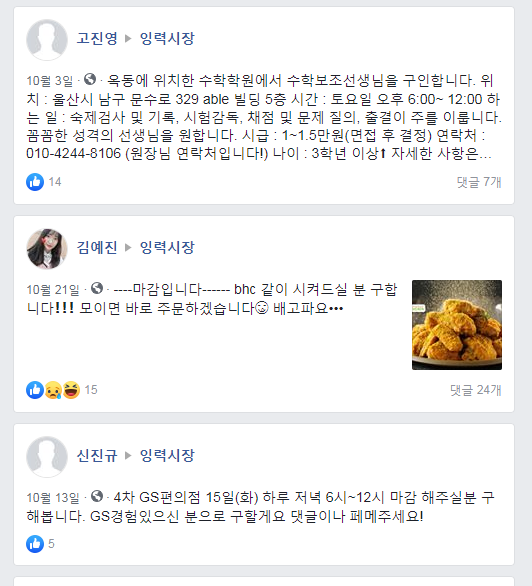 고진영 ▶ 잉력시장
10월 3일 · · 옥동에 위치한 수학학원에서 수학보조선생님을 구인합니다. 위
치 : 울산시 남구 문수로 329 able 빌딩 5층 시간 : 토요일 오후 6:00~ 12:00 하
는 일 : 숙제검사 및 기록, 시험감독, 채점 및 문제 질의, 출결이 주를 이룹니다.
꼼꼼한 성격의 선생님을 원합니다. 시급 : 1~1.5만원(면접 후 결정) 연락처 :
010-4244-8106 (원장님 연락처입니다!) 나이 : 3학년 이상⬆ 자세한 사항은...
14
댓글 7개
김예진 ▶ 잉력시장
10월 21일 · · ----마감입니다------ bhc 같이 시켜드실 분 구합
니다❗❗❗ 모이면 바로 주문하겠습니다 배고파요•••
15
댓글 24개
신진규 ▶ 잉력시장
10월 13일 · · 4차 GS편의점 15일(화) 하루 저녁 6시~12시 마감 해주실분 구
해봅니다. GS경험있으신 분으로 구할게요 댓글이나 페메주세요!
5